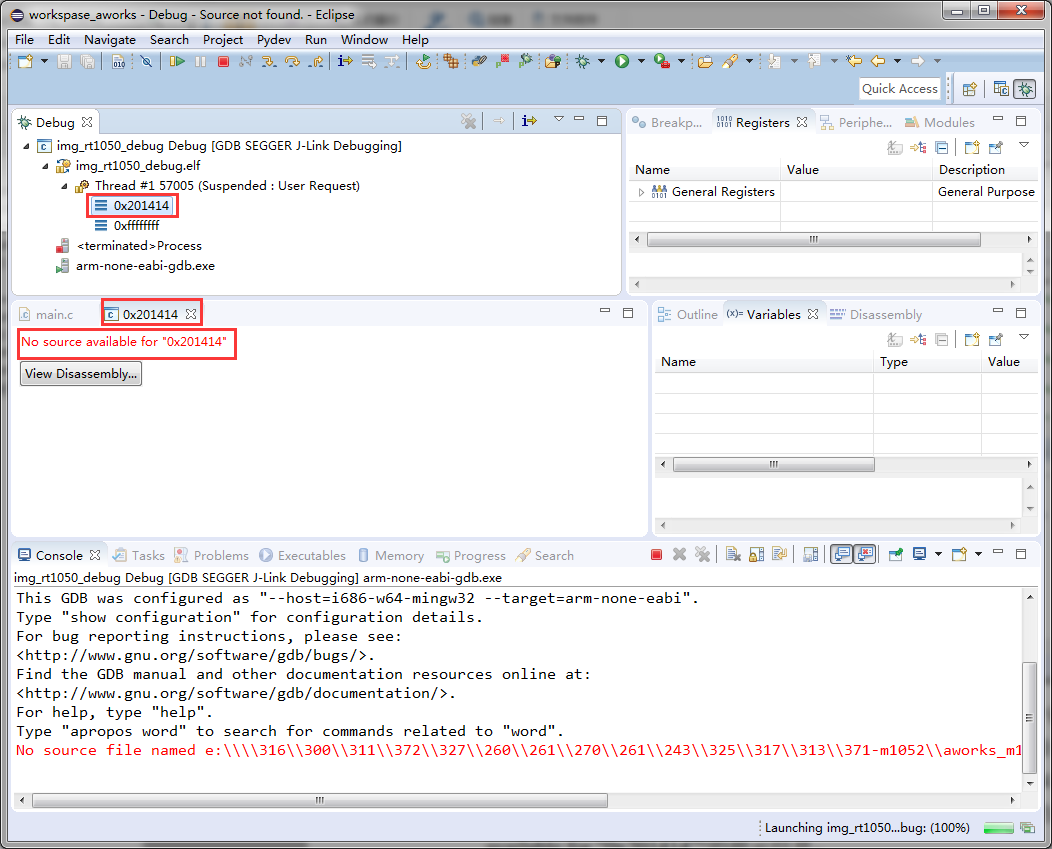 workspase_aworks - Debug - Source not found. - Eclipse
File Edit Navigate Search Project Pydev Run Window Help
Quick Access
Debug
img_rt1050_debug Debug [GDB SEGGER J-Link Debugging]
img_rt1050_debug.elf
Thread #1 57005 (Suspended : User Request)
0x201414
0xffffffff
<terminated>Process
arm-none-eabi-gdb.exe
Breakp... Registers Periphe... Modules
Name Value Description
General Registers General Purpose
main.c 0x201414
No source available for "0x201414"
View Disassembly...
Outline Variables Disassembly
Name Type Value
Console Tasks Problems Executables Memory Progress Search
img_rt1050_debug Debug [GDB SEGGER J-Link Debugging] arm-none-eabi-gdb.exe
This GDB was configured as "--host=i686-w64-mingw32 --target=arm-none-eabi".
Type "show configuration" for configuration details.
For bug reporting instructions, please see:
<http://www.gnu.org/software/gdb/bugs/>.
Find the GDB manual and other documentation resources online at:
<http://www.gnu.org/software/gdb/documentation/>.
For help, type "help".
Type "apropos word" to search for commands related to "word".
No source file named e:\\\\316\\300\\311\\372\\327\\260\\261\\270\\261\\243\\325\\317\\313\\371-m1052\\aworks_m1
Launching img_rt1050...bug: (100%)